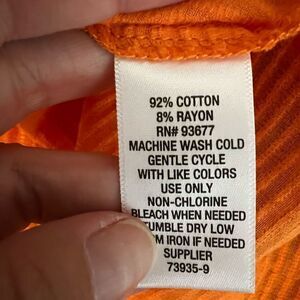 92% COTTON
8% RAYON
RN# 93677
MACHINE WASH COLD
GENTLE CYCLE
WITH LIKE COLORS
USE ONLY
NON-CHLORINE
BLEACH WHEN NEEDED
TUMBLE DRY LOW
IRON IF NEEDED
SUPPLIER
73935-9